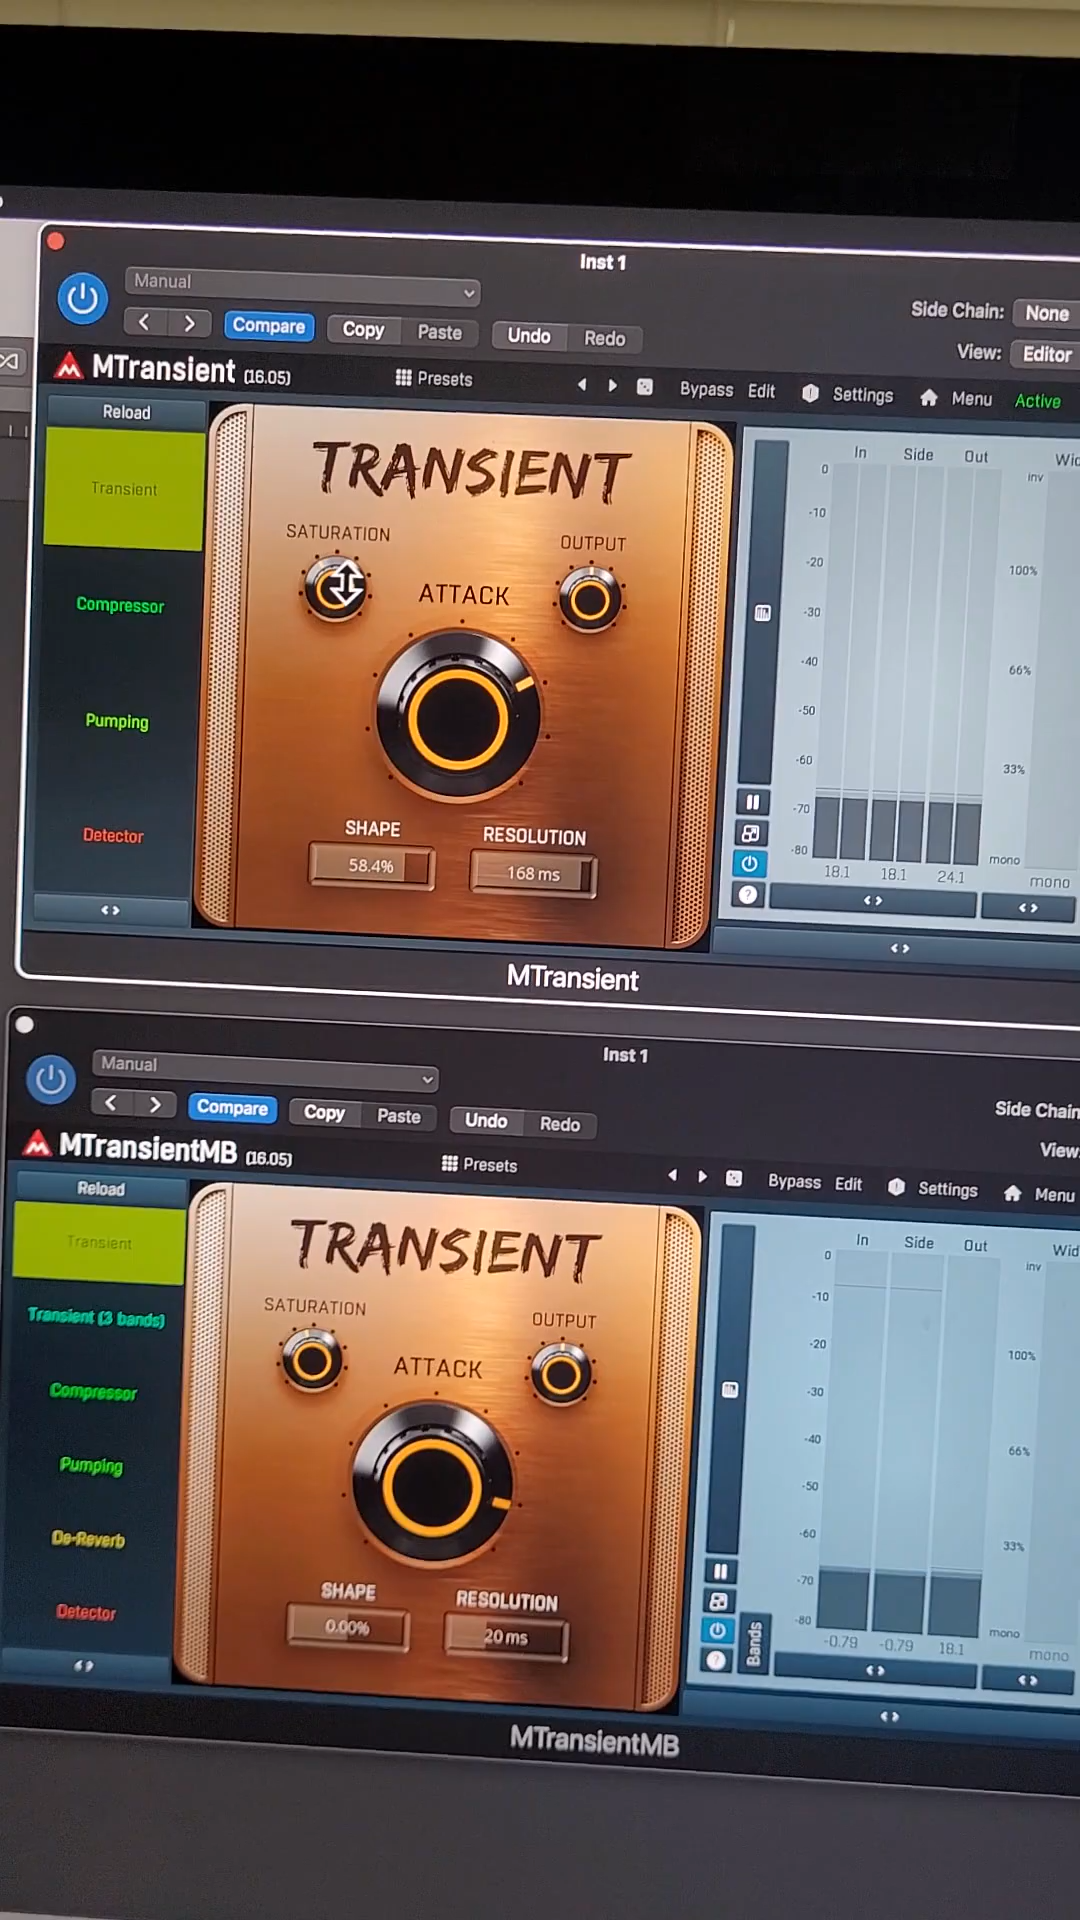 Inst 1
Manual
Side Chain: None
Compare Copy Paste Undo Redo
View: Editor
MTransient (16.05) Presets Bypass Edit Settings Menu Active
Reload
Transient
Compressor
Pumping
Detector
TRANSIENT
SATURATION
OUTPUT
ATTACK
SHAPE
RESOLUTION
58.4%
168 ms
In Side Out Wid
0
-10
-20
-30
-40
-50
-60
-70
-80
18.1 18.1 24.1
inv
100%
66%
33%
mono
mono
MTransient
Inst 1
Manual
Side Chain
Compare Copy Paste Undo Redo
View:
MTransientMB (16.05) Presets Bypass Edit Settings Menu
Reload
Transient
Transient (3 bands)
Compressor
Pumping
De-Reverb
Detector
TRANSIENT
SATURATION
OUTPUT
ATTACK
SHAPE
RESOLUTION
0.00%
20 ms
In Side Out Wid
0
-10
-20
-30
-40
-50
-60
-70
-80
-0.79 -0.79 18.1
inv
100%
66%
33%
mono
mono
Bands
MTransientMB